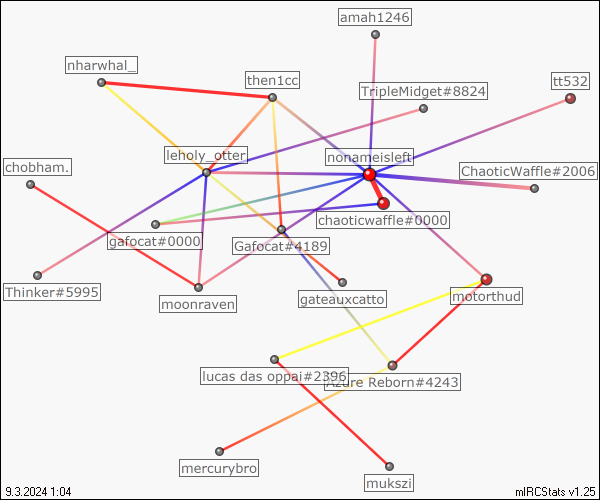 amah1246
nharwhal_
then1cc
tt532
TripleMidget#8824
leholy_otter
nonameisleft
chobham.
ChaoticWaffle#2006
chaoticwaffle#0000
gafocat#0000
Gafocat#4189
Thinker#5995
moonraven
gateauxcatto
motorthud
lucas das oppai#2396
Azure Reborn#4243
mercurybro
mukszi
9.3.2024 1:04
mIRCStats v1.25